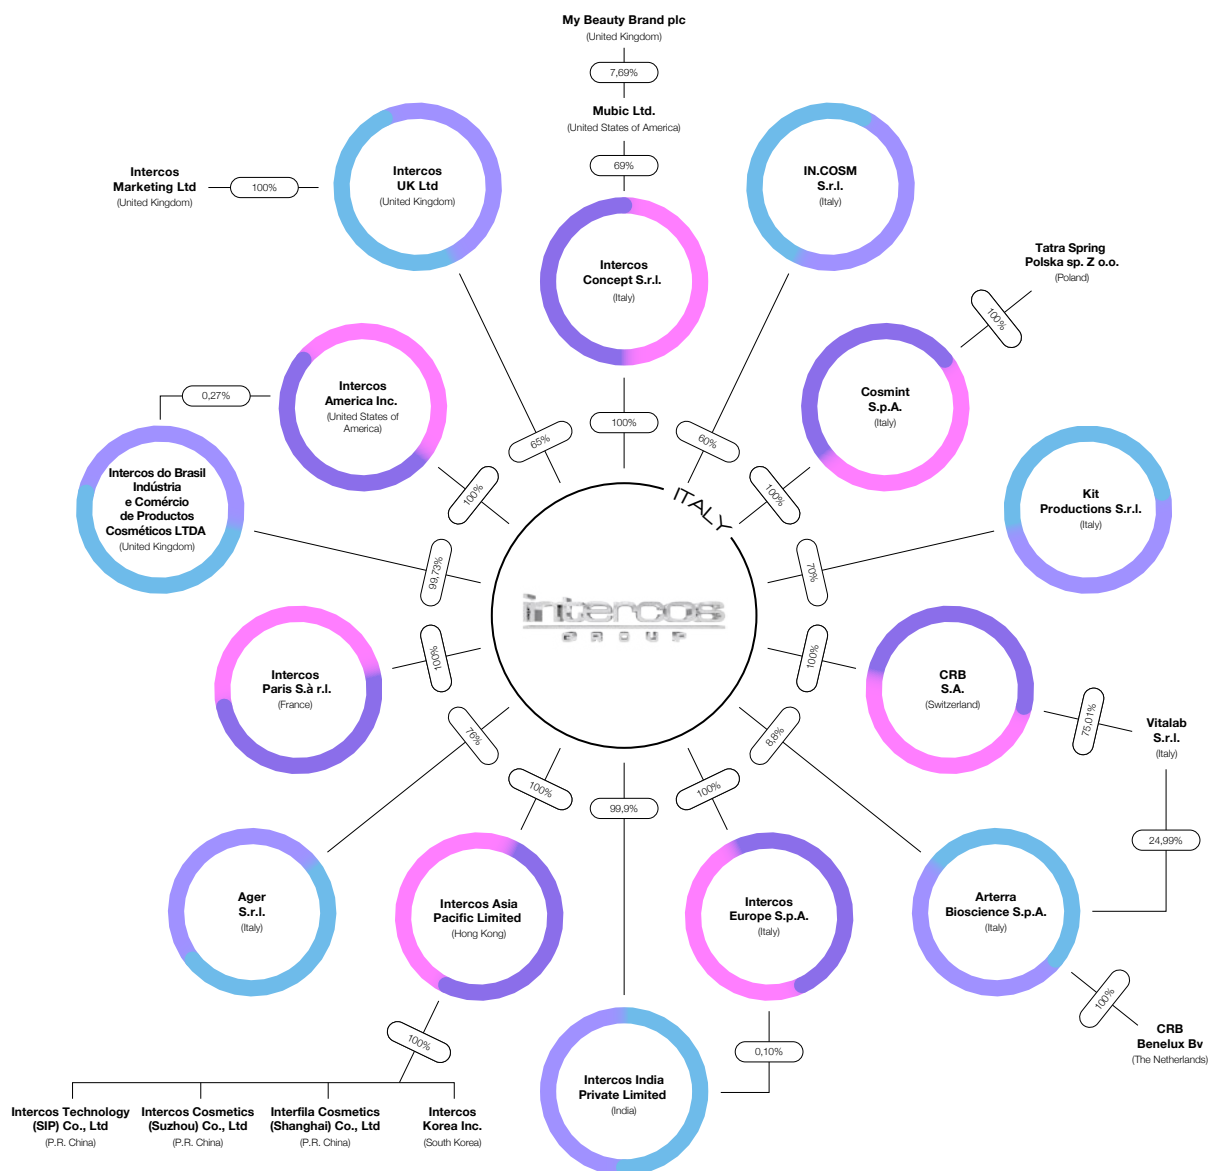 My Beauty Brand plc
(United Kingdom)
7,69%
Mubic Ltd.
(United States of America)
69%
Intercos
Marketing Ltd
(United Kingdom)
100%
Intercos
UK Ltd
(United Kingdom)
IN.COSM
S.r.l.
(Italy)
Intercos
Concept S.r.l.
(Italy)
Tatra Spring
Polska sp. Z o.o.
(Poland)
100%
Intercos
America Inc.
(United States of
America)
0,27%
Cosmint
S.p.A.
(Italy)
65%
100%
60%
Intercos do Brasil
Indústria
e Comércio
de Productos
Cosméticos LTDA
(United Kingdom)
100%
ITALY
100%
Kit
Productions S.r.l.
(Italy)
99,73%
70%
intercos
GROUP
Intercos
Paris S.à r.l.
(France)
100%
100%
CRB
S.A.
(Switzerland)
75,01%
Vitalab
S.r.l.
(Italy)
76%
8,8%
100%
99,9%
100%
24,99%
Ager
S.r.l.
(Italy)
Intercos Asia
Pacific Limited
(Hong Kong)
Intercos
Europe S.p.A.
(Italy)
Arterra
Bioscience S.p.A.
(Italy)
100%
CRB
Benelux Bv
(The Netherlands)
100%
0,10%
Intercos India
Private Limited
(India)
Intercos Technology
(SIP) Co., Ltd
(P.R. China)
Intercos Cosmetics
(Suzhou) Co., Ltd
(P.R. China)
Interfila Cosmetics
(Shanghai) Co., Ltd
(P.R. China)
Intercos
Korea Inc.
(South Korea)